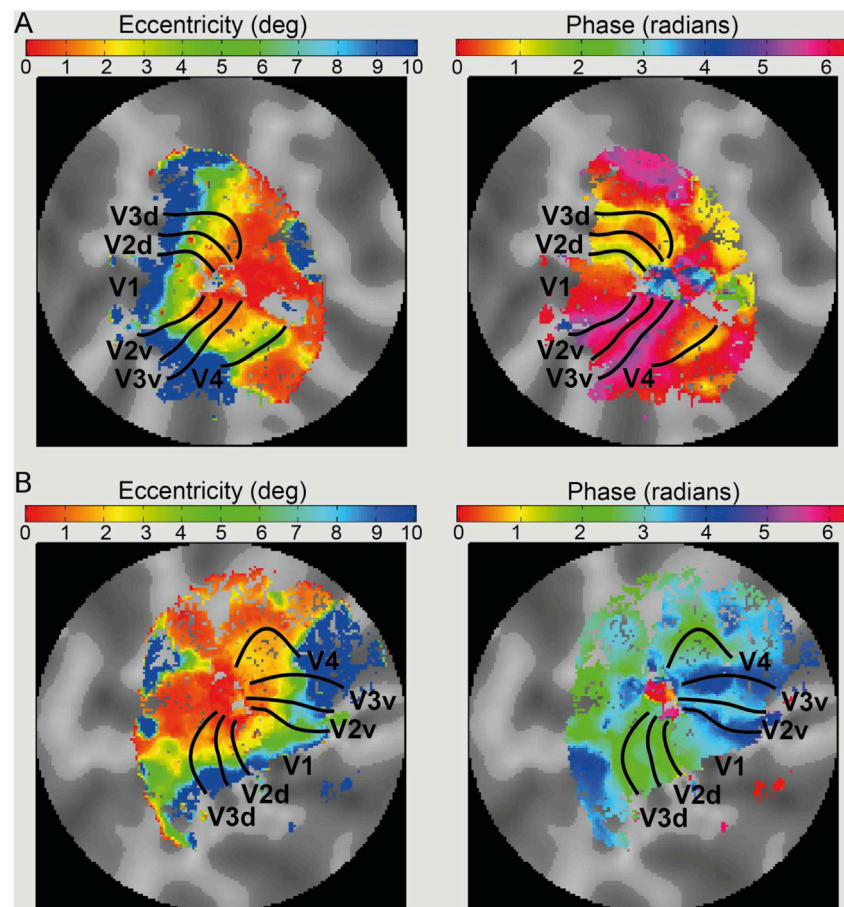 A Eccentricity (deg) Phase (radians)
0 1 2 3 4 5 6 7 8 9 10 0 1 2 3 4 5 6
V3d V3d
V2d V2d
V1 V1
V2v V2v
V3v V4 V3v V4
B Eccentricity (deg) Phase (radians)
0 1 2 3 4 5 6 7 8 9 10 0 1 2 3 4 5 6
V4 V4
V3v V3v
V2v V2v
V1 V1
V2d V2d
V3d V3d